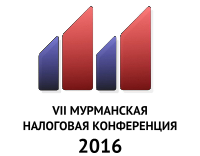 VII МУРМАНСКАЯ
НАЛОГОВАЯ КОНФЕРЕНЦИЯ
2016